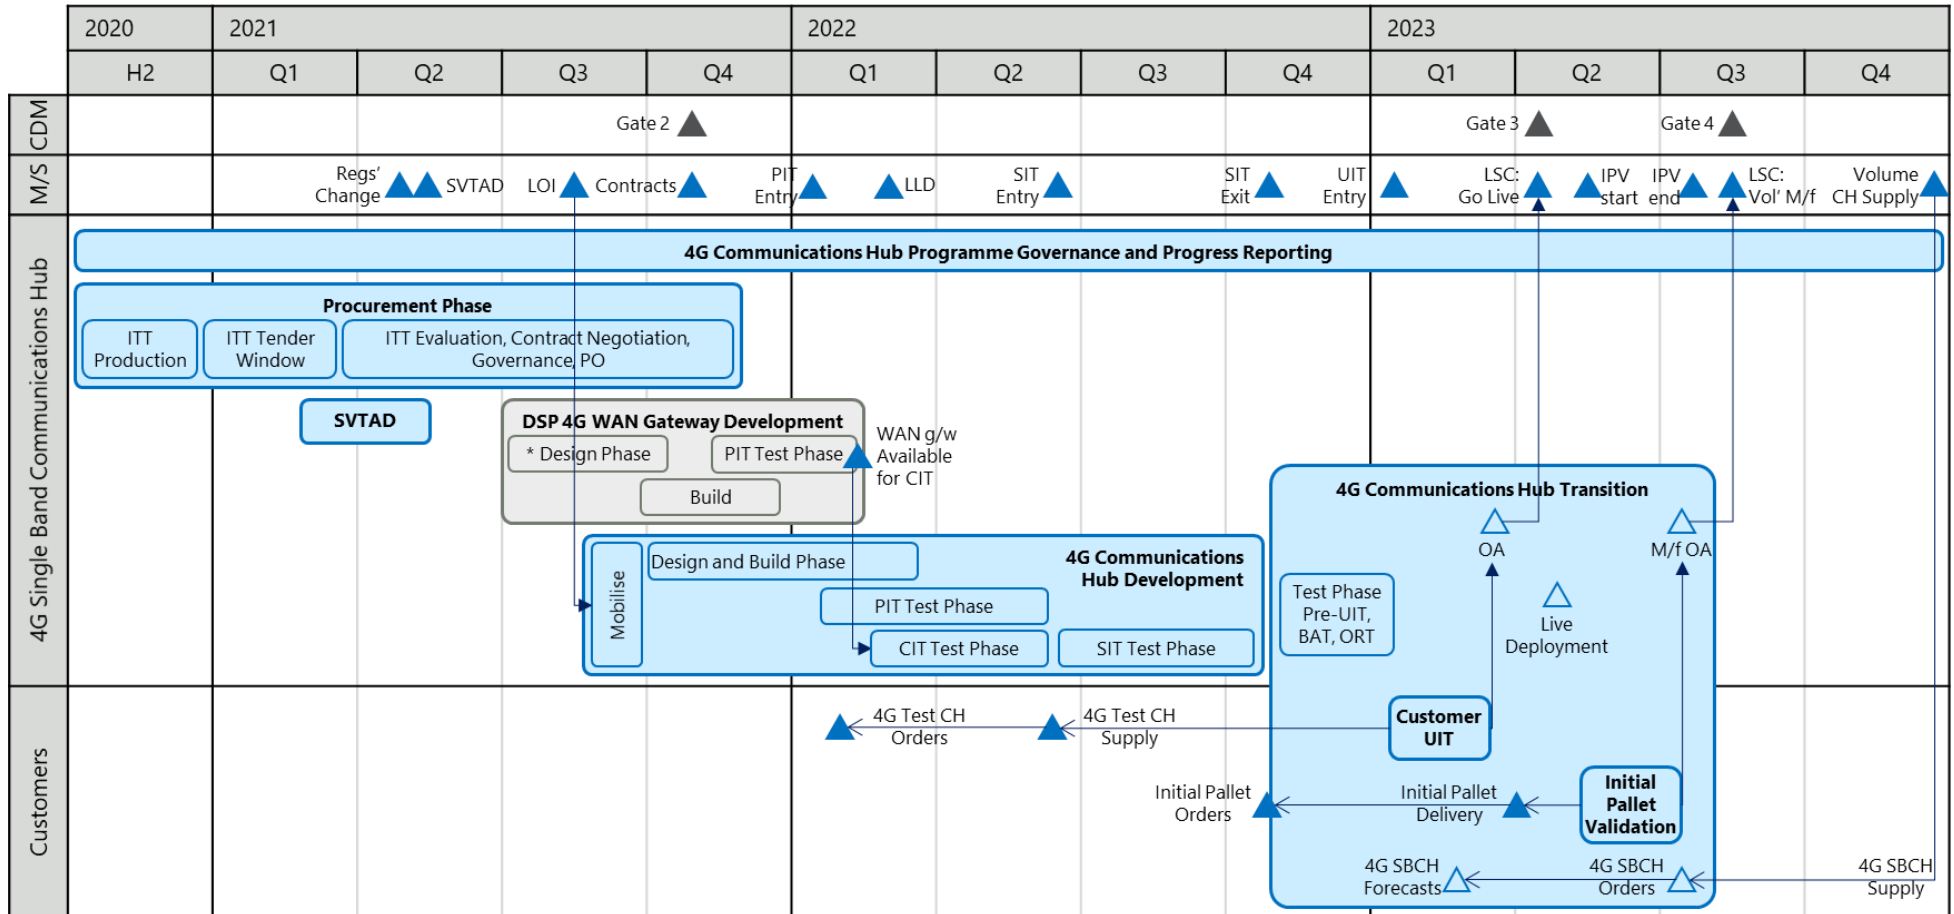 2020
2021
2022
2023
H2
Q1
Q2
Q3
Q4
Q1
Q2
Q3
Q4
Q1
Q2
Q3
Q4
CDM
Gate 2
Gate 3
Gate 4
M/S
Regs'
Change
SVTAD
LOI
Contracts
PIT
Entry
LLD
SIT
Entry
SIT
Exit
UIT
Entry
LSC:
Go Live
IPV
start
IPV
end
LSC:
Vol' M/f
Volume
CH Supply
4G Single Band Communications Hub
4G Communications Hub Programme Governance and Progress Reporting
Procurement Phase
ITT
Production
ITT Tender
Window
ITT Evaluation, Contract Negotiation,
Governance, PO
SVTAD
DSP 4G WAN Gateway Development
* Design Phase
PIT Test Phase
Build
WAN g/w
Available
for CIT
4G Communications
Hub Development
Mobilise
Design and Build Phase
PIT Test Phase
CIT Test Phase
SIT Test Phase
4G Communications Hub Transition
OA
M/f OA
Test Phase
Pre-UIT,
BAT, ORT
Live
Deployment
Customers
4G Test CH
Orders
4G Test CH
Supply
Customer
UIT
Initial Pallet
Orders
Initial Pallet
Delivery
Initial
Pallet
Validation
4G SBCH
Forecasts
4G SBCH
Orders
4G SBCH
Supply